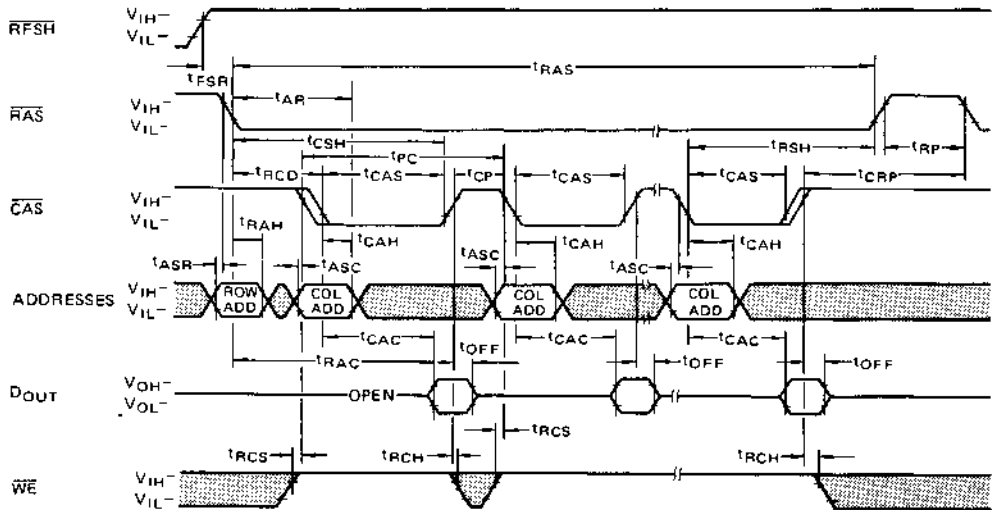 RFSH VIH– VIL–
tFSR tRAS
tAR
RAS VIH– VIL–
tCSH tRSH tRP
tPC
tRCD tCAS tCP tCAS tCAS tCRP
CAS VIH– VIL–
tRAH tCAH tCAH tCAH
tASR tASC tASC tASC
ADDRESSES VIH– VIL–
ROW ADD COL ADD COL ADD COL ADD
tCAC tOFF tCAC tCAC tOFF tOFF
tRAC
DOUT VOH– VOL–
OPEN
tRCS
tRCS tRCH tRCH
WE VIH– VIL–